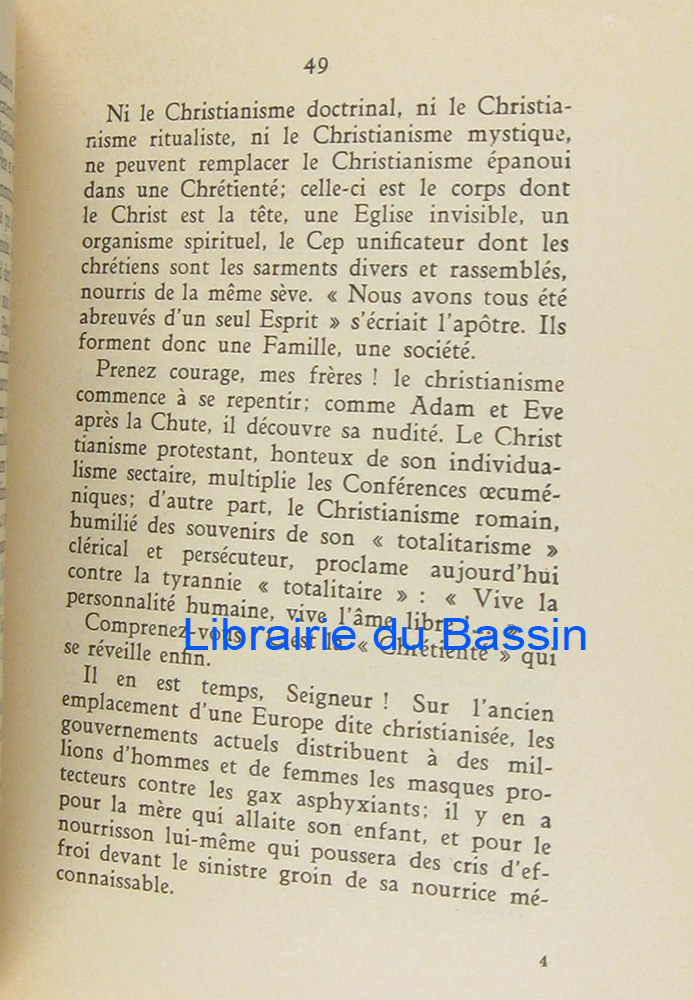 49
Ni le Christianisme doctrinal, ni le Christia-
nisme ritualiste, ni le Christianisme mystique,
ne peuvent remplacer le Christianisme épanoui
dans une Chrétienté; celle-ci est le corps dont
le Christ est la tête, une Eglise invisible, un
organisme spirituel, le Cep unificateur dont les
chrétiens sont les sarments divers et rassemblés,
nourris de la même sève. « Nous avons tous été
abreuvés d'un seul Esprit » s'écriait l'apôtre. Ils
forment donc une Famille, une société.
Prenez courage, mes frères ! le christianisme
commence à se repentir; comme Adam et Eve
après la Chute, il découvre sa nudité. Le Christ
tianisme protestant, honteux de son individua-
lisme sectaire, multiplie les Conférences œcumé-
niques; d'autre part, le Christianisme romain,
humilié des souvenirs de son « totalitarisme »
clérical et persécuteur, proclame aujourd'hui
contre la tyrannie « totalitaire » : « Vive la
personnalité humaine, vive l'âme libre
Comprenez-vous c'est la « Chrétienté » qui
Librairie du Bassin
se réveille enfin.
Il en est temps, Seigneur ! Sur l'ancien
emplacement d'une Europe dite christianisée, les
gouvernements actuels distribuent à des mil-
lions d'hommes et de femmes les masques pro-
tecteurs contre les gax asphyxiants; il y en a
pour la mère qui allaite son enfant, et pour le
nourrisson lui-même qui poussera des cris d'ef-
froi devant le sinistre groin de sa nourrice mé-
connaissable.
4